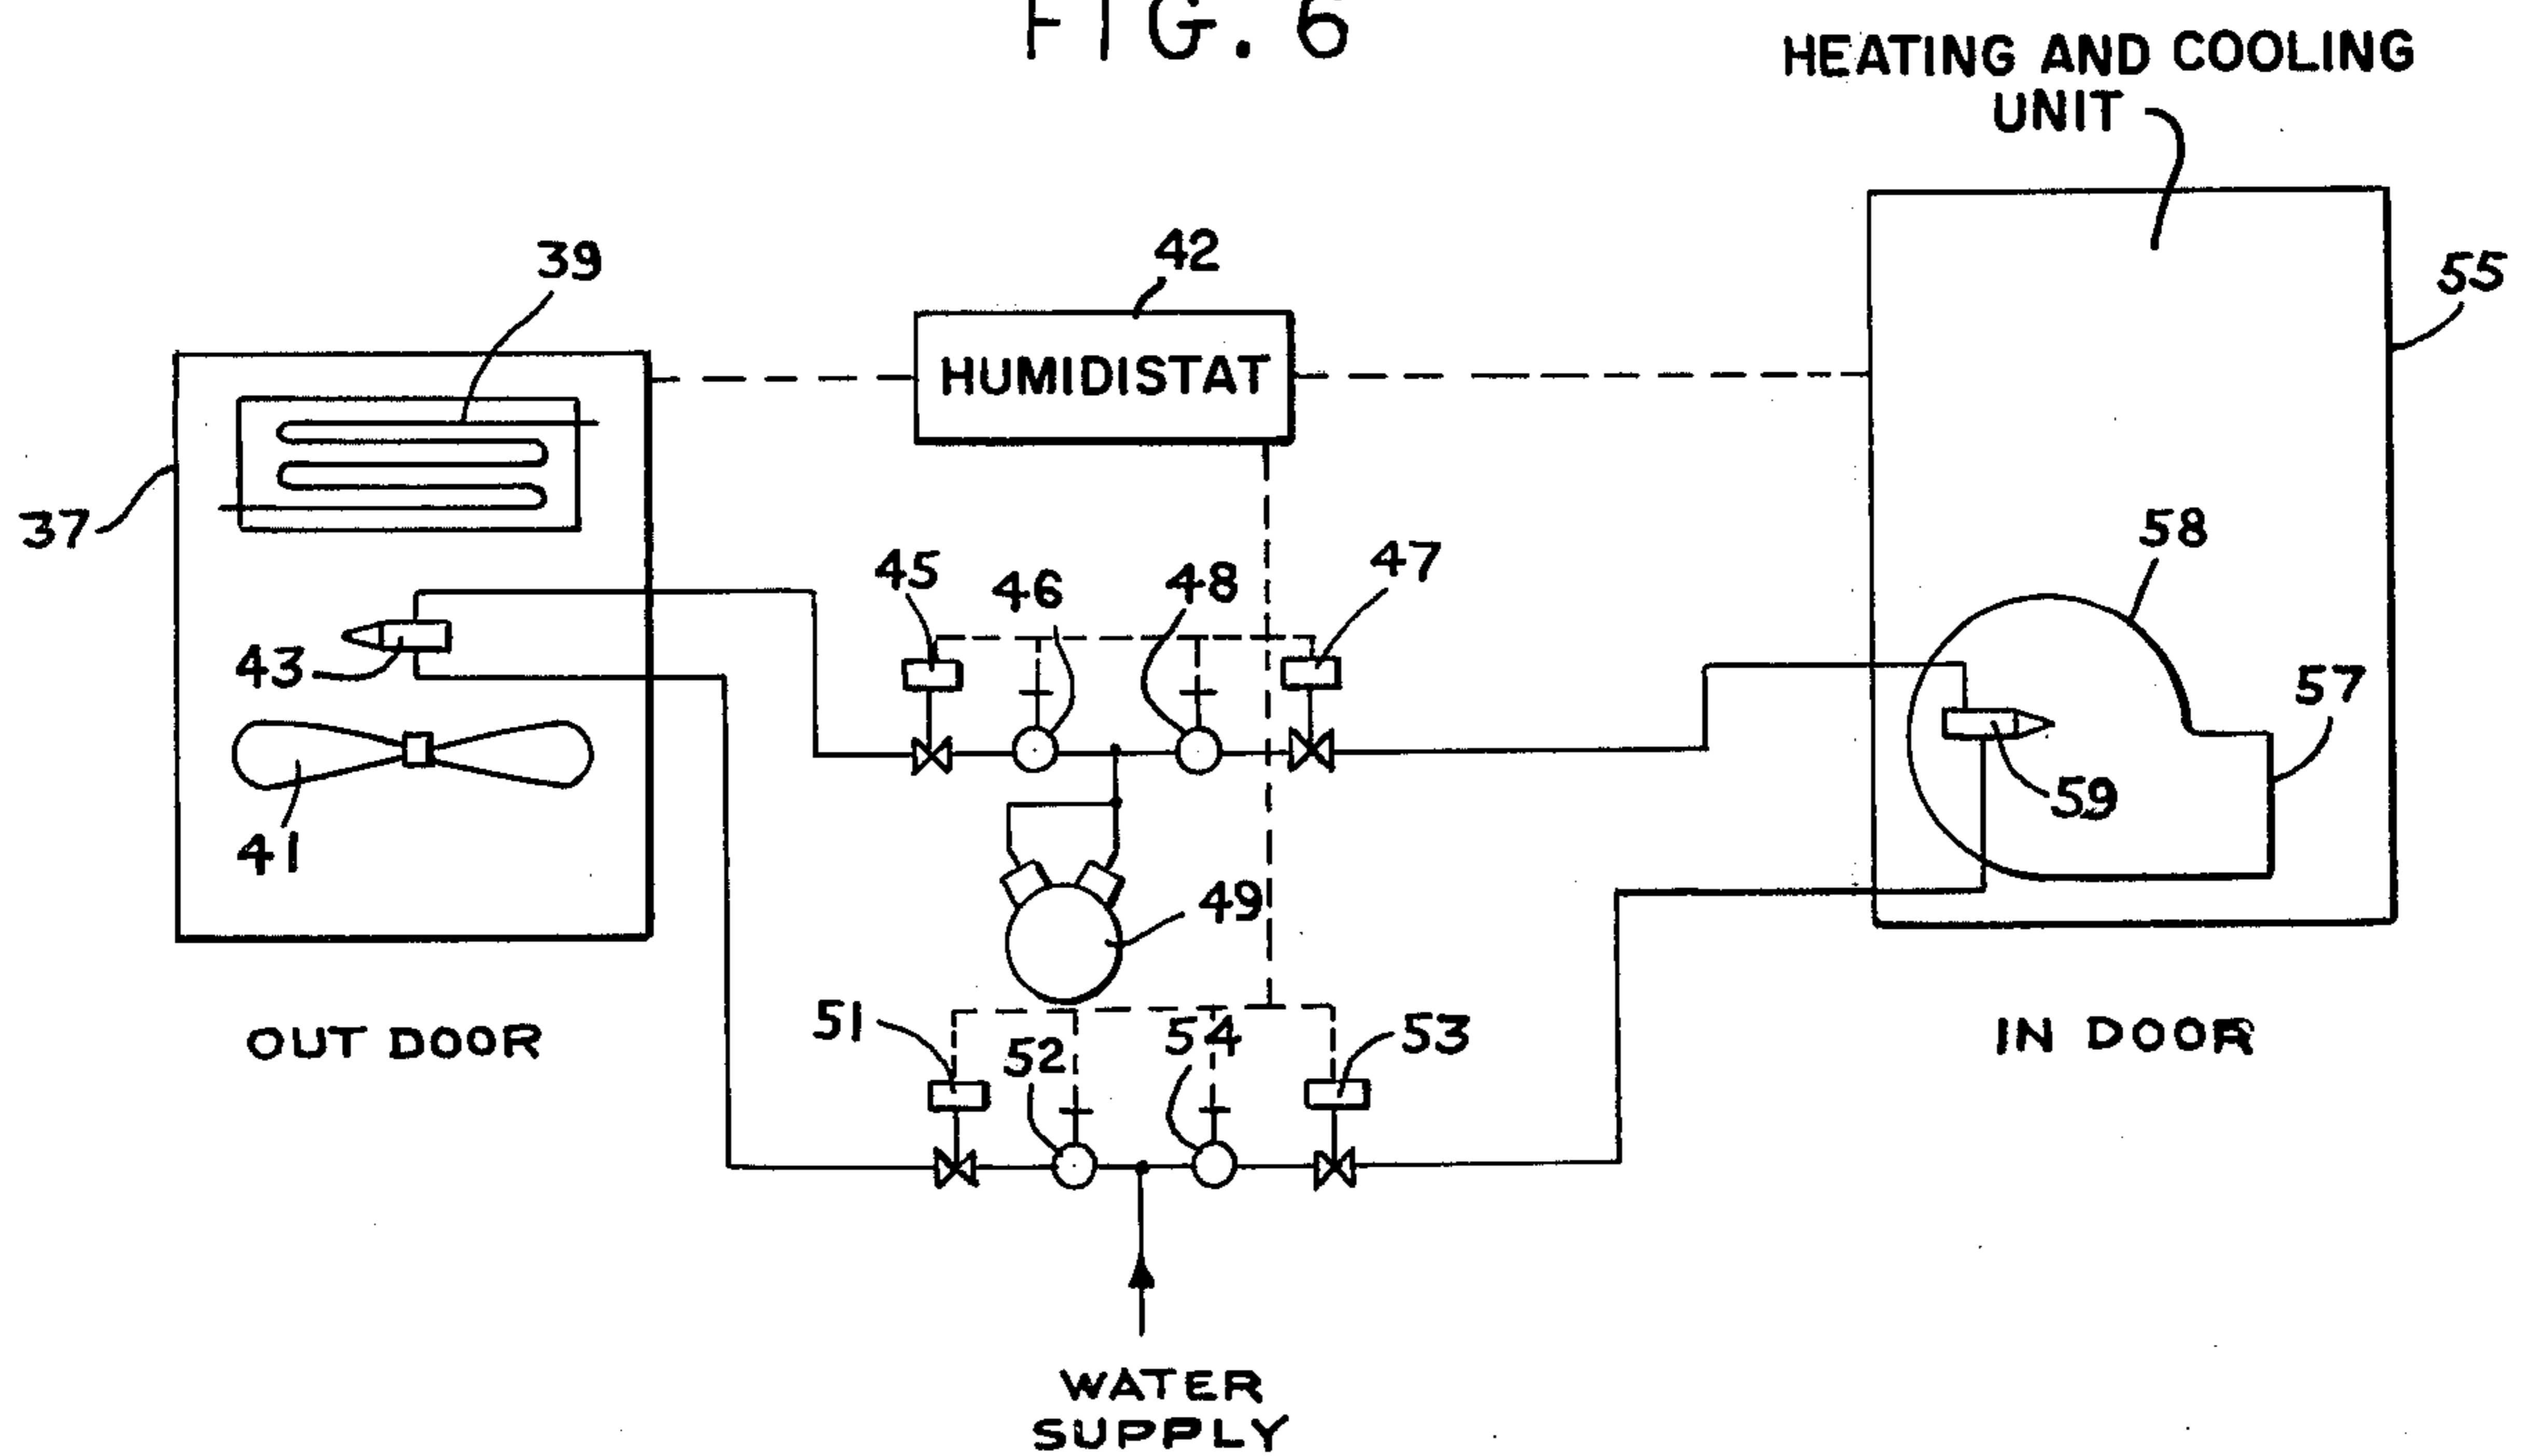 FIG. 6
HEATING AND COOLING
UNIT
39
42
55
HUMIDISTAT
37
58
45
46
48
47
43
57
59
41
49
OUT DOOR
51
52
54
53
IN DOOR
WATER
SUPPLY